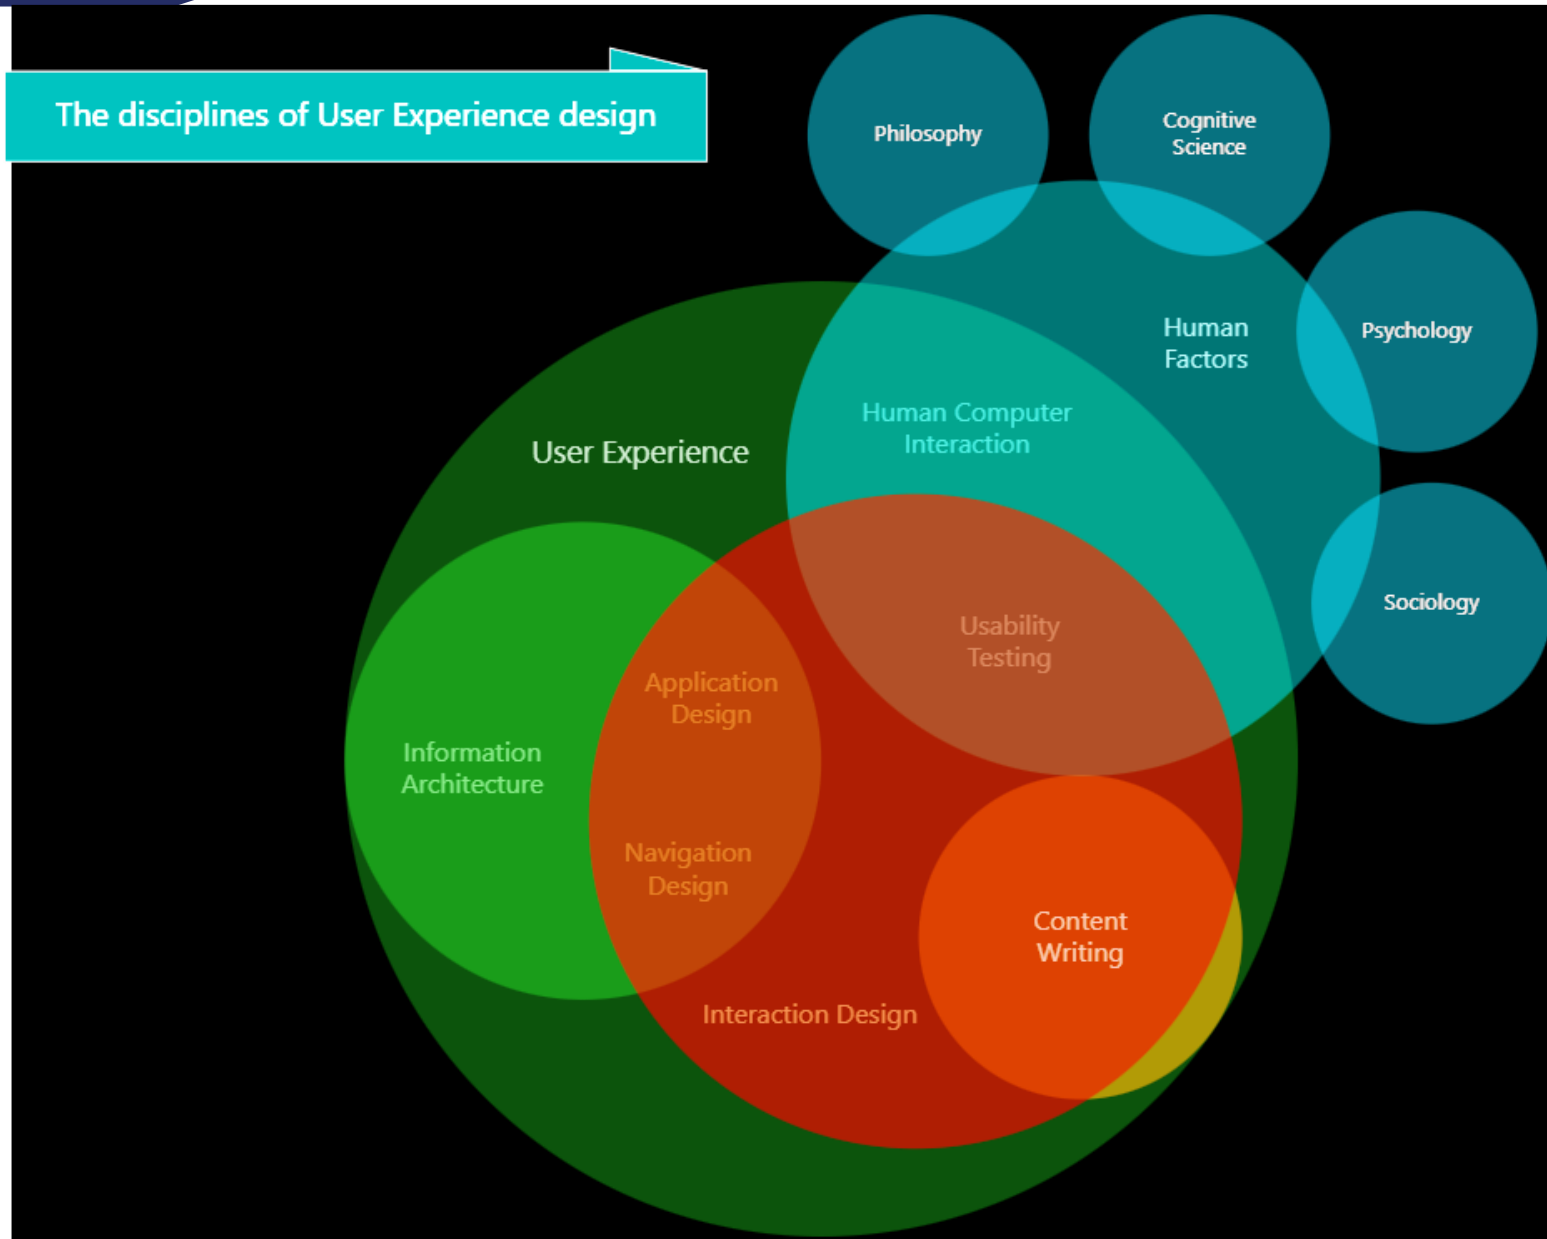 The disciplines of User Experience design
Philosophy
Cognitive
Science
Psychology
Human
Factors
Human Computer
Interaction
User Experience
Sociology
Usability
Testing
Application
Design
Information
Architecture
Navigation
Design
Content
Writing
Interaction Design